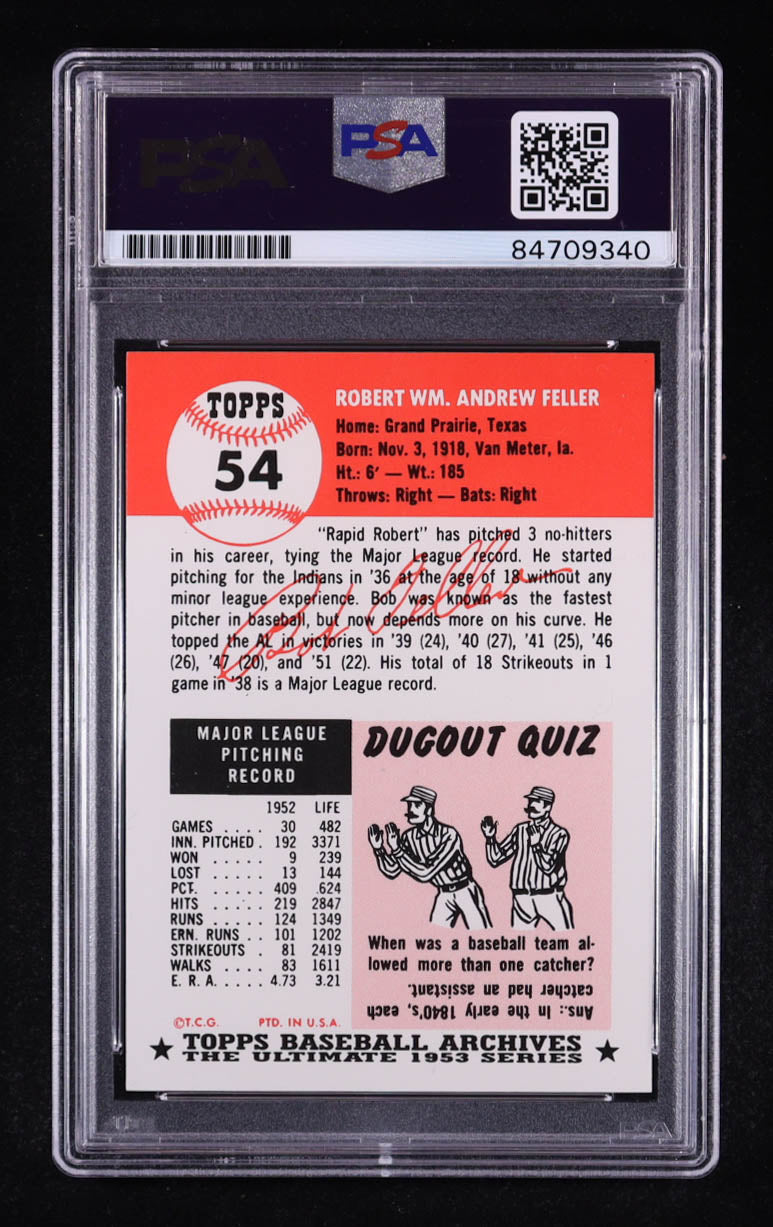 PSA
PSA
84709340
TOPPS
54
ROBERT WM. ANDREW FELLER
Home: Grand Prairie, Texas
Born: Nov. 3, 1918, Van Meter, Ia.
Ht.: 6′ — Wt.: 185
Throws: Right — Bats: Right
"Rapid Robert" has pitched 3 no-hitters
in his career, tying the Major League record. He started
pitching for the Indians in '36 at the age of 18 without any
minor league experience. Bob was known as the fastest
pitcher in baseball, but now depends more on his curve. He
topped the AL in victories in '39 (24), '40 (27), '41 (25), '46
(26), '47 (20), and '51 (22). His total of 18 Strikeouts in 1
game in '38 is a Major League record.
Bob Feller
MAJOR LEAGUE
PITCHING
RECORD
1952 LIFE
GAMES . . . . 30 482
INN. PITCHED . 192 3371
WON . . . . . 9 239
LOST . . . . . 13 144
PCT. . . . . . 409 .624
HITS . . . . . 219 2847
RUNS . . . . . 124 1349
ERN. RUNS . . 101 1202
STRIKEOUTS . 81 2419
WALKS . . . . 83 1611
E. R. A. . . . . . 4.73 3.21
©T.C.G. PTD. IN U.S.A.
DUGOUT QUIZ
When was a baseball team al-
lowed more than one catcher?
Ans.: In the early 1840's, each
catcher had an assistant.
★ TOPPS BASEBALL ARCHIVES ★
THE ULTIMATE 1953 SERIES
PSA